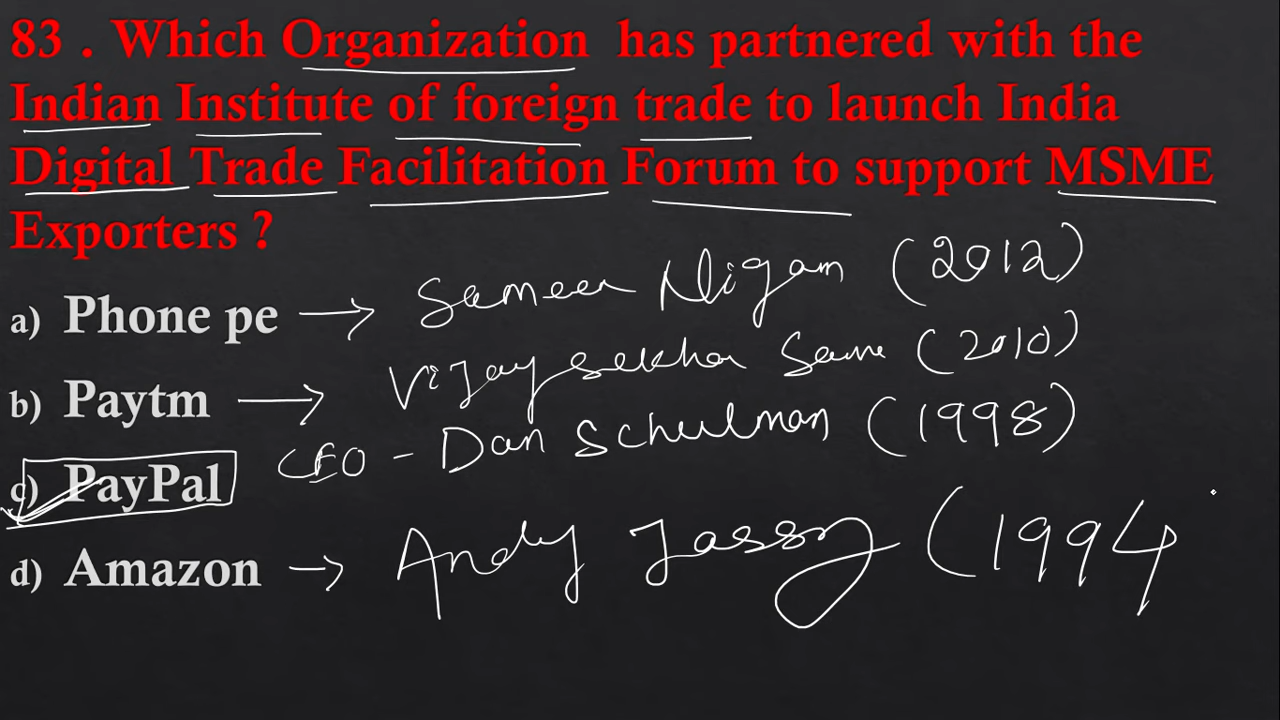 83 . Which Organization has partnered with the
Indian Institute of foreign trade to launch India
Digital Trade Facilitation Forum to support MSME
Exporters ?
a) Phone pe → Sameer Nigam (2012)
b) Paytm → Vijay sekhar (2010)
c) PayPal CEO - Dan Schulman (1998)
d) Amazon → Andy Jassy (1994